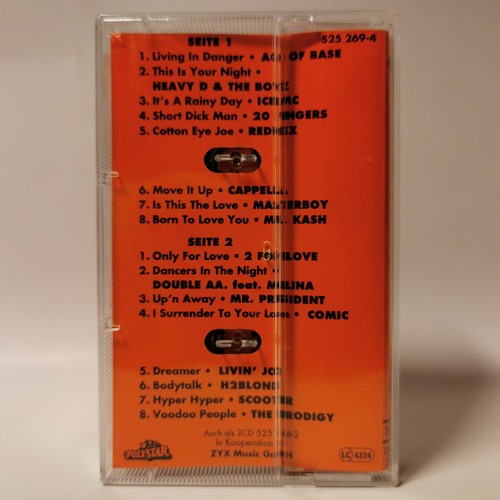 SEITE 1
525 269-4
1. Living In Danger • ACE OF BASE
2. This Is Your Night •
HEAVY D & THE BOYZ
3. It's A Rainy Day • ICE MC
4. Short Dick Man • 20 FINGERS
5. Cotton Eye Joe • REDNEX
6. Move It Up • CAPPELLA
7. Is This The Love • MASTERBOY
8. Born To Love You • MR. KASH
SEITE 2
1. Only For Love • 2 FOR LOVE
2. Dancers In The Night •
DOUBLE AA. feat. MELINA
3. Up'n Away • MR. PRESIDENT
4. I Surrender To Your Love • COMIC
5. Dreamer • LIVIN' JOY
6. Bodytalk • H2BLOND
7. Hyper Hyper • SCOOTER
8. Voodoo People • THE PRODIGY
Auch als 2CD 525
In Kooperation
ZYX Music GmbH
POLYSTAR
LC 4324